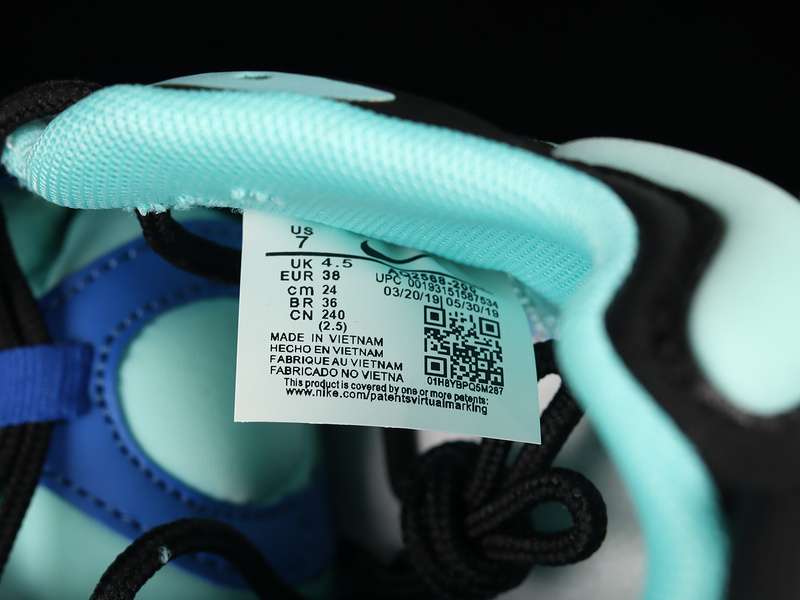 US
7
UK 4.5
EUR 38
cm 24
BR 36
CN 240
(2.5)
UPC 00193151587534
03/20/19 05/30/19
MADE IN VIETNAM
HECHO EN VIETNAM
FABRIQUE AU VIETNAM
FABRICADO NO VIETNA
01H8YBPQ5M267
This product is covered by one or more patents:
www.nike.com/patentsvirtualmarking